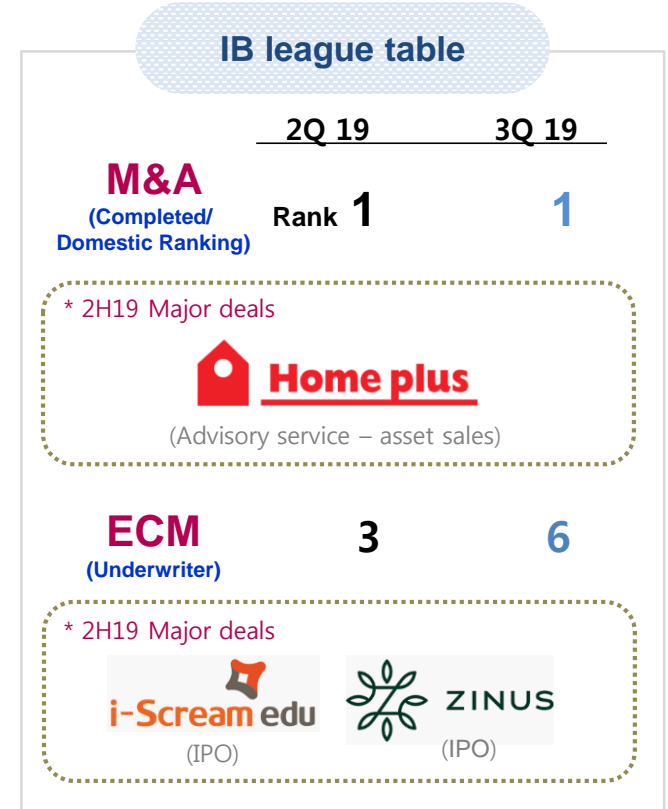 IB league table
2Q 19 3Q 19
M&A
(Completed/
Domestic Ranking)
Rank 1 1
* 2H19 Major deals
Home plus
(Advisory service – asset sales)
ECM
(Underwriter)
3 6
* 2H19 Major deals
i-Scream edu ZINUS
(IPO) (IPO)